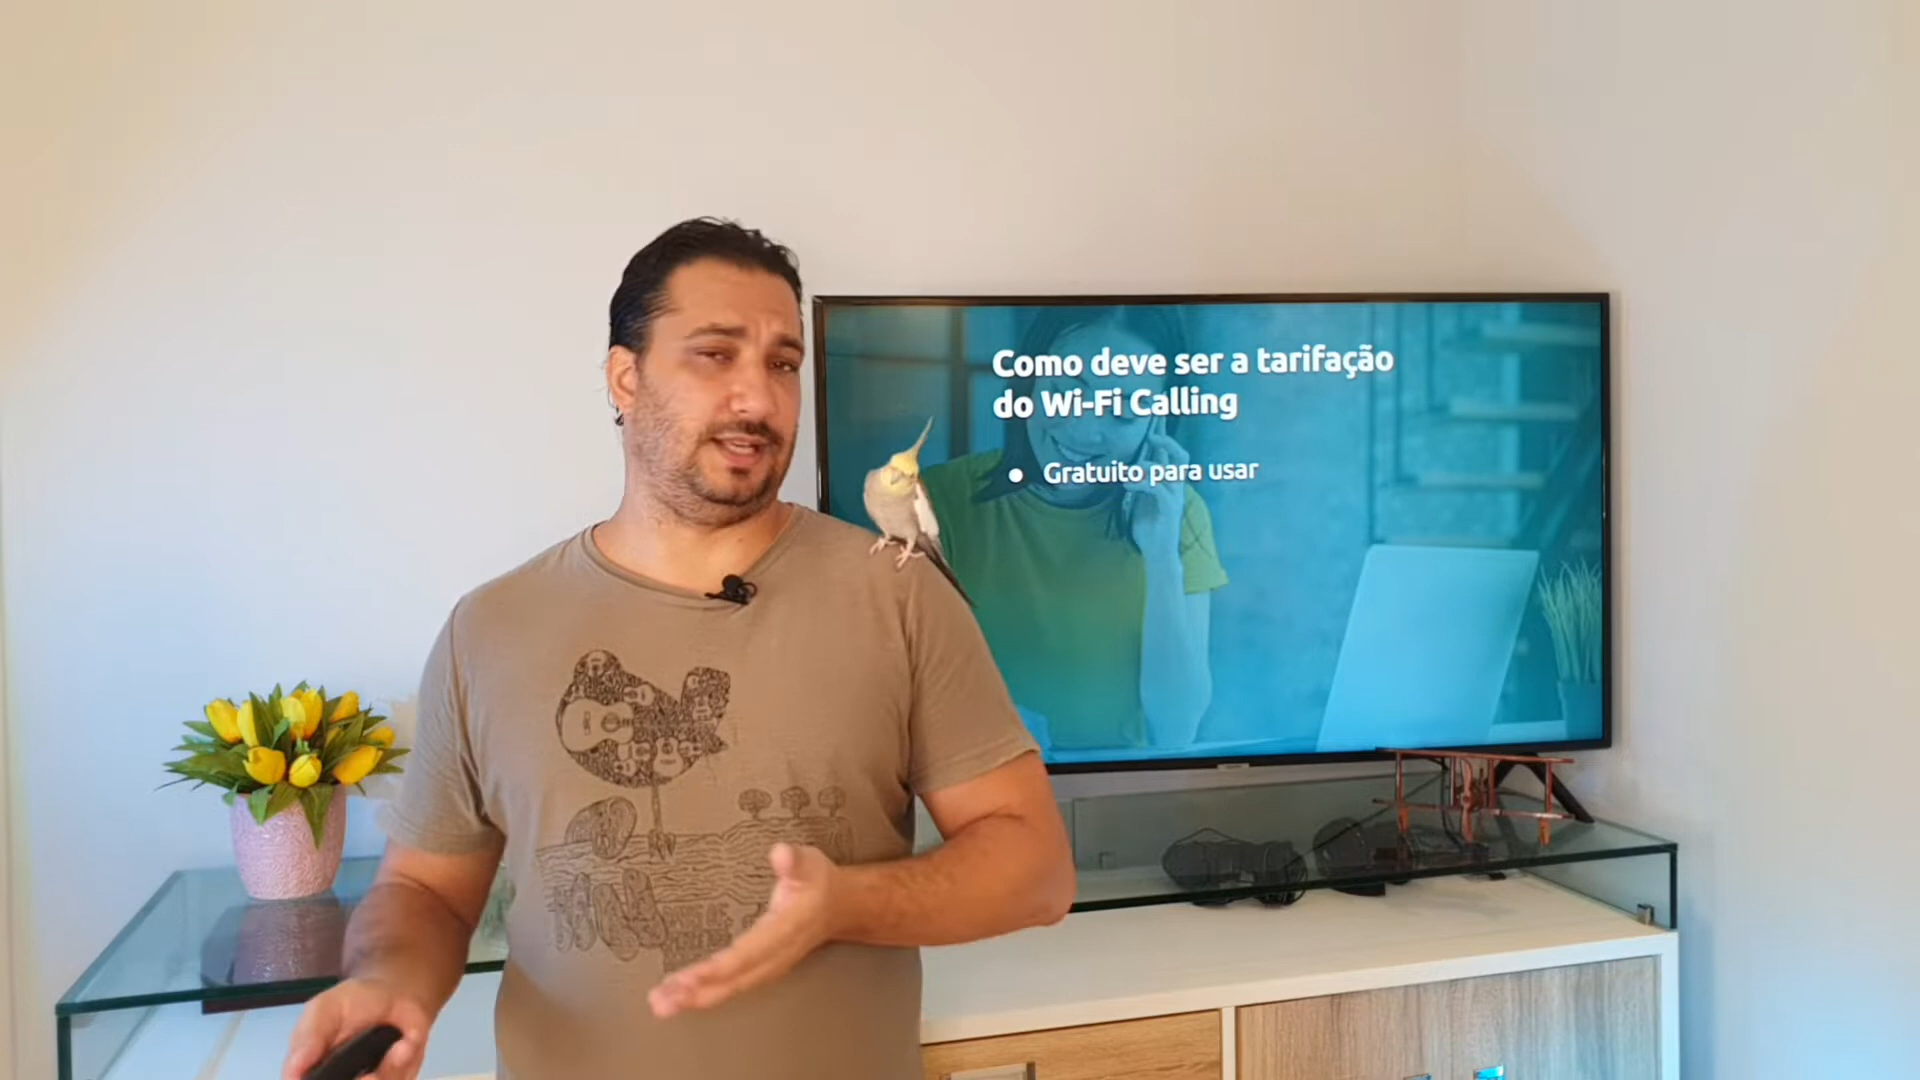 Como deve ser a tarifação
do Wi-Fi Calling
● Gratuito para usar